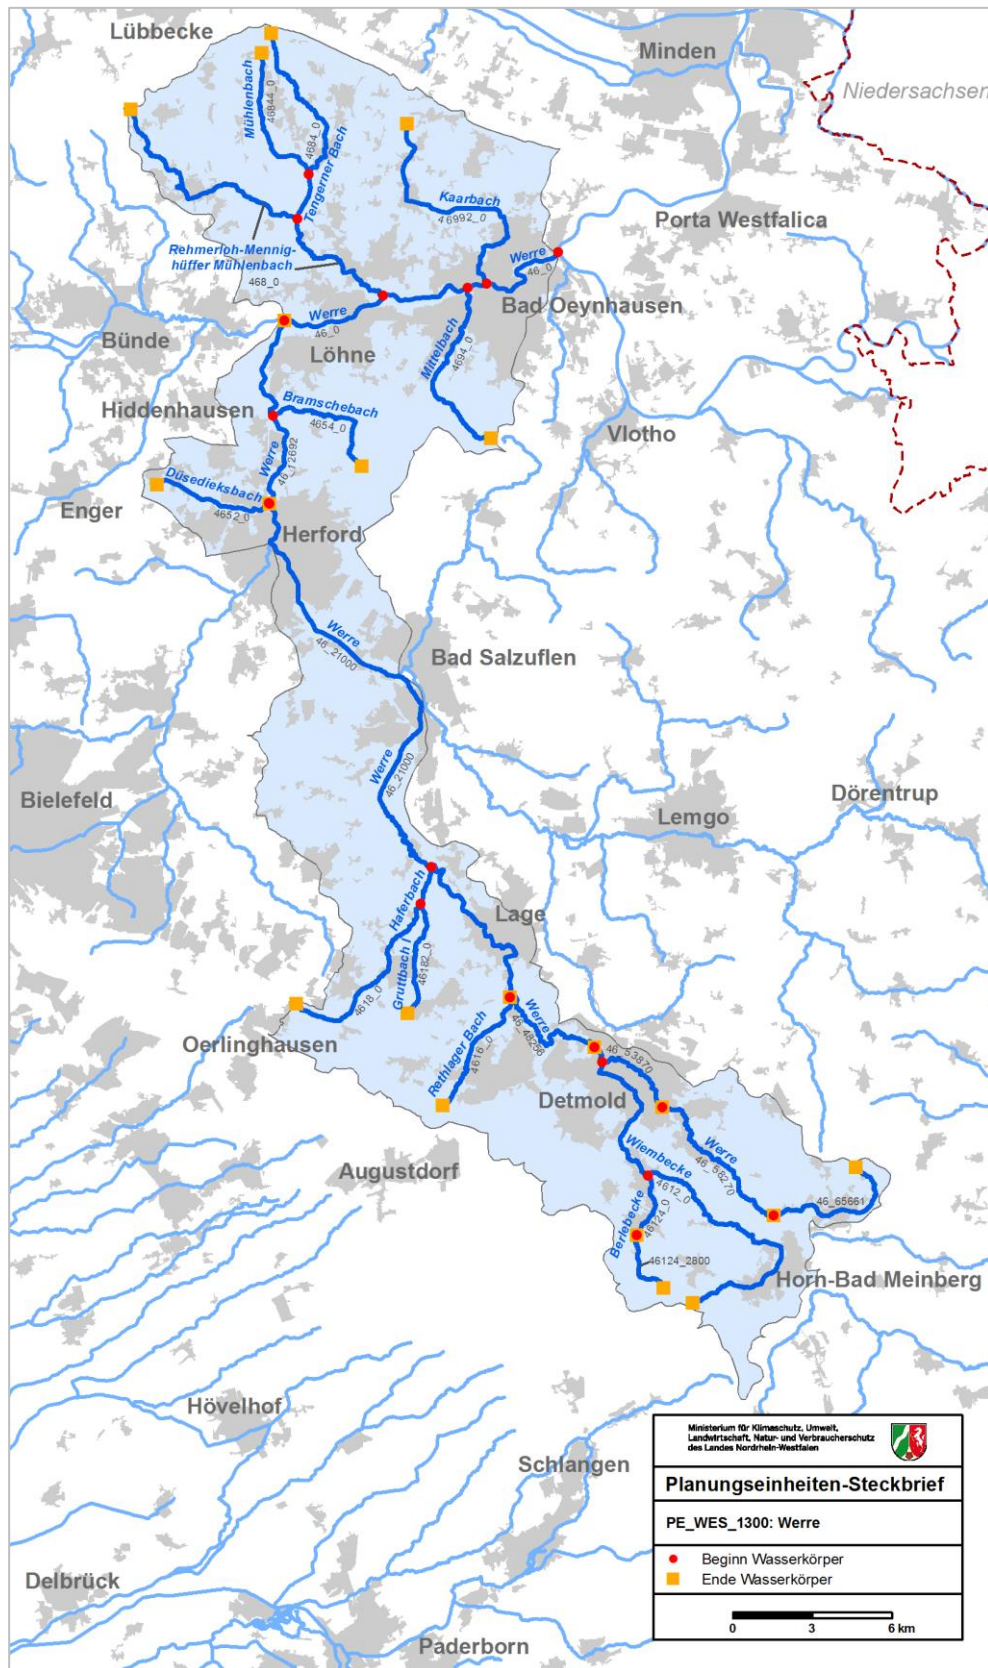 Lübbecke
Minden
Niedersachsen
Mühlenbach
46844_0
4684_0
Tengerner Bach
Kaarbach
46992_0
Porta Westfalica
Rehmerloh-Mennig-
hüffer Mühlenbach
468_0
Werre
46_0
Bad Oeynhausen
Werre
46_0
Bünde
Löhne
Mittelbach
4694_0
Hiddenhausen
Bramschebach
4654_0
Vlotho
Werre
46_12692
Düsedieksbach
4652_0
Enger
Herford
Werre
46_21000
Bad Salzuflen
Werre
46_21000
Bielefeld
Dörentrup
Lemgo
Haferbach
Lage
Gruttbach
46182_0
4618_0
Oerlinghausen
Werre
46_48266
Rethlager Bach
4616_0
46_53870
Detmold
Augustdorf
Wiembecke
4612_0
Werre
46_58270
46_65661
Berlebecke
46124_0
46124_2800
Horn-Bad Meinberg
Hövelhof
Schlangen
Delbrück
Paderborn
Ministerium für Klimaschutz, Umwelt,
Landwirtschaft, Natur- und Verbraucherschutz
des Landes Nordrhein-Westfalen
Planungseinheiten-Steckbrief
PE_WES_1300: Werre
Beginn Wasserkörper
Ende Wasserkörper
0 3 6 km